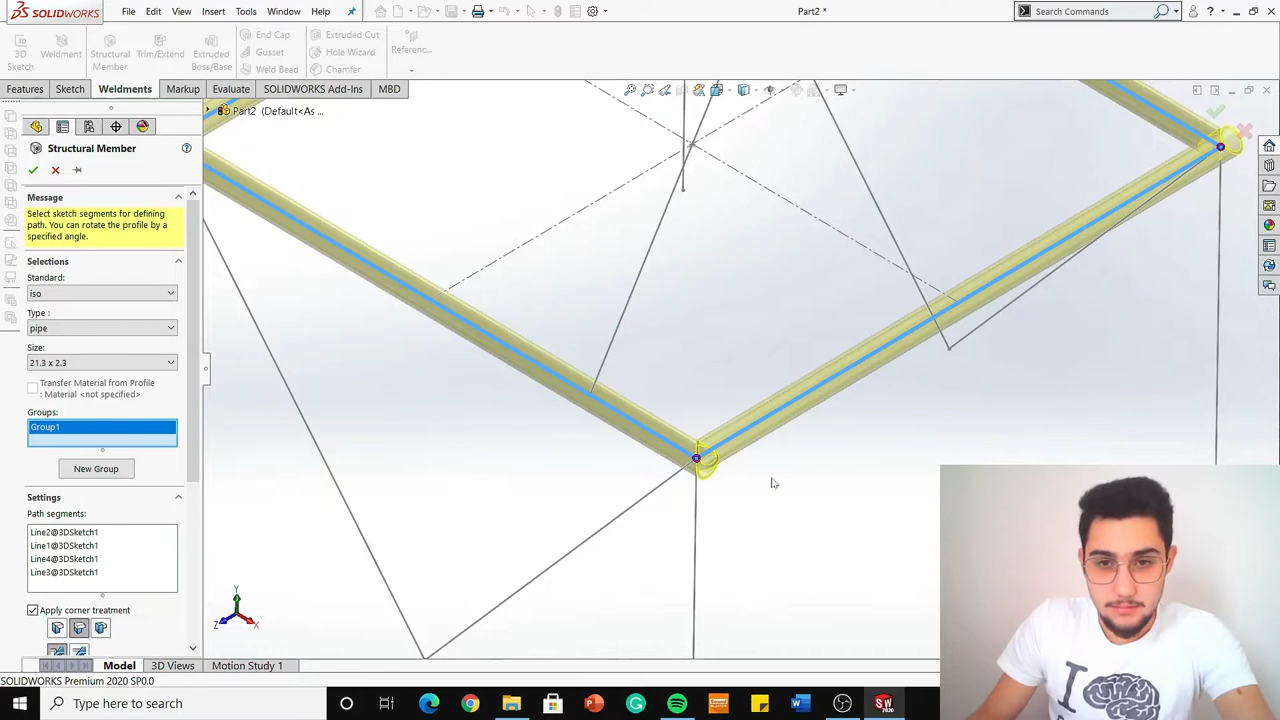 SOLIDWORKS File Edit View Insert Tools Window Help Part2 * Search Commands
3D Sketch Weldment Structural Member Trim/Extend Extruded Boss/Base End Cap Gusset Weld Bead Extruded Cut Hole Wizard Chamfer Referenc...
Features Sketch Weldments Markup Evaluate SOLIDWORKS Add-Ins MBD
Part2 (Default<As ...
Structural Member
Message
Select sketch segments for defining
path. You can rotate the profile by a
specified angle.
Selections
Standard:
iso
Type :
pipe
Size:
21.3 x 2.3
Transfer Material from Profile
: Material <not specified>
Groups:
Group1
New Group
Settings
Path segments:
Line2@3DSketch1
Line1@3DSketch1
Line4@3DSketch1
Line3@3DSketch1
Apply corner treatment
Y
Z X
I
Model 3D Views Motion Study 1
SOLIDWORKS Premium 2020 SP0.0
Type here to search